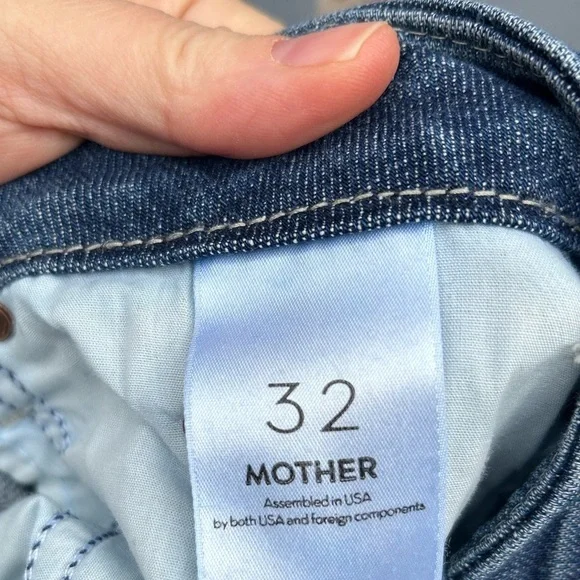 32
MOTHER
Assembled in USA
by both USA and foreign components